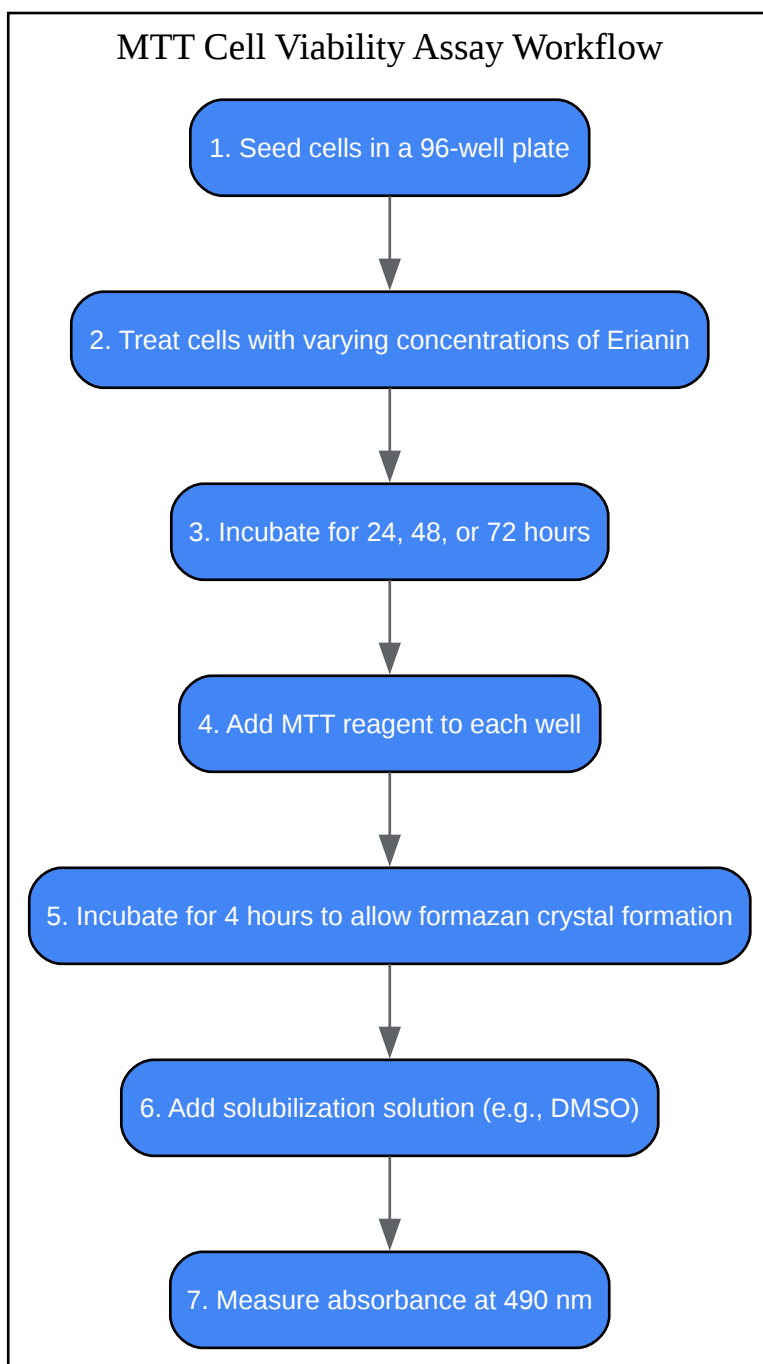 MTT Cell Viability Assay Workflow
1. Seed cells in a 96-well plate
2. Treat cells with varying concentrations of Erianin
3. Incubate for 24, 48, or 72 hours
4. Add MTT reagent to each well
5. Incubate for 4 hours to allow formazan crystal formation
6. Add solubilization solution (e.g., DMSO)
7. Measure absorbance at 490 nm